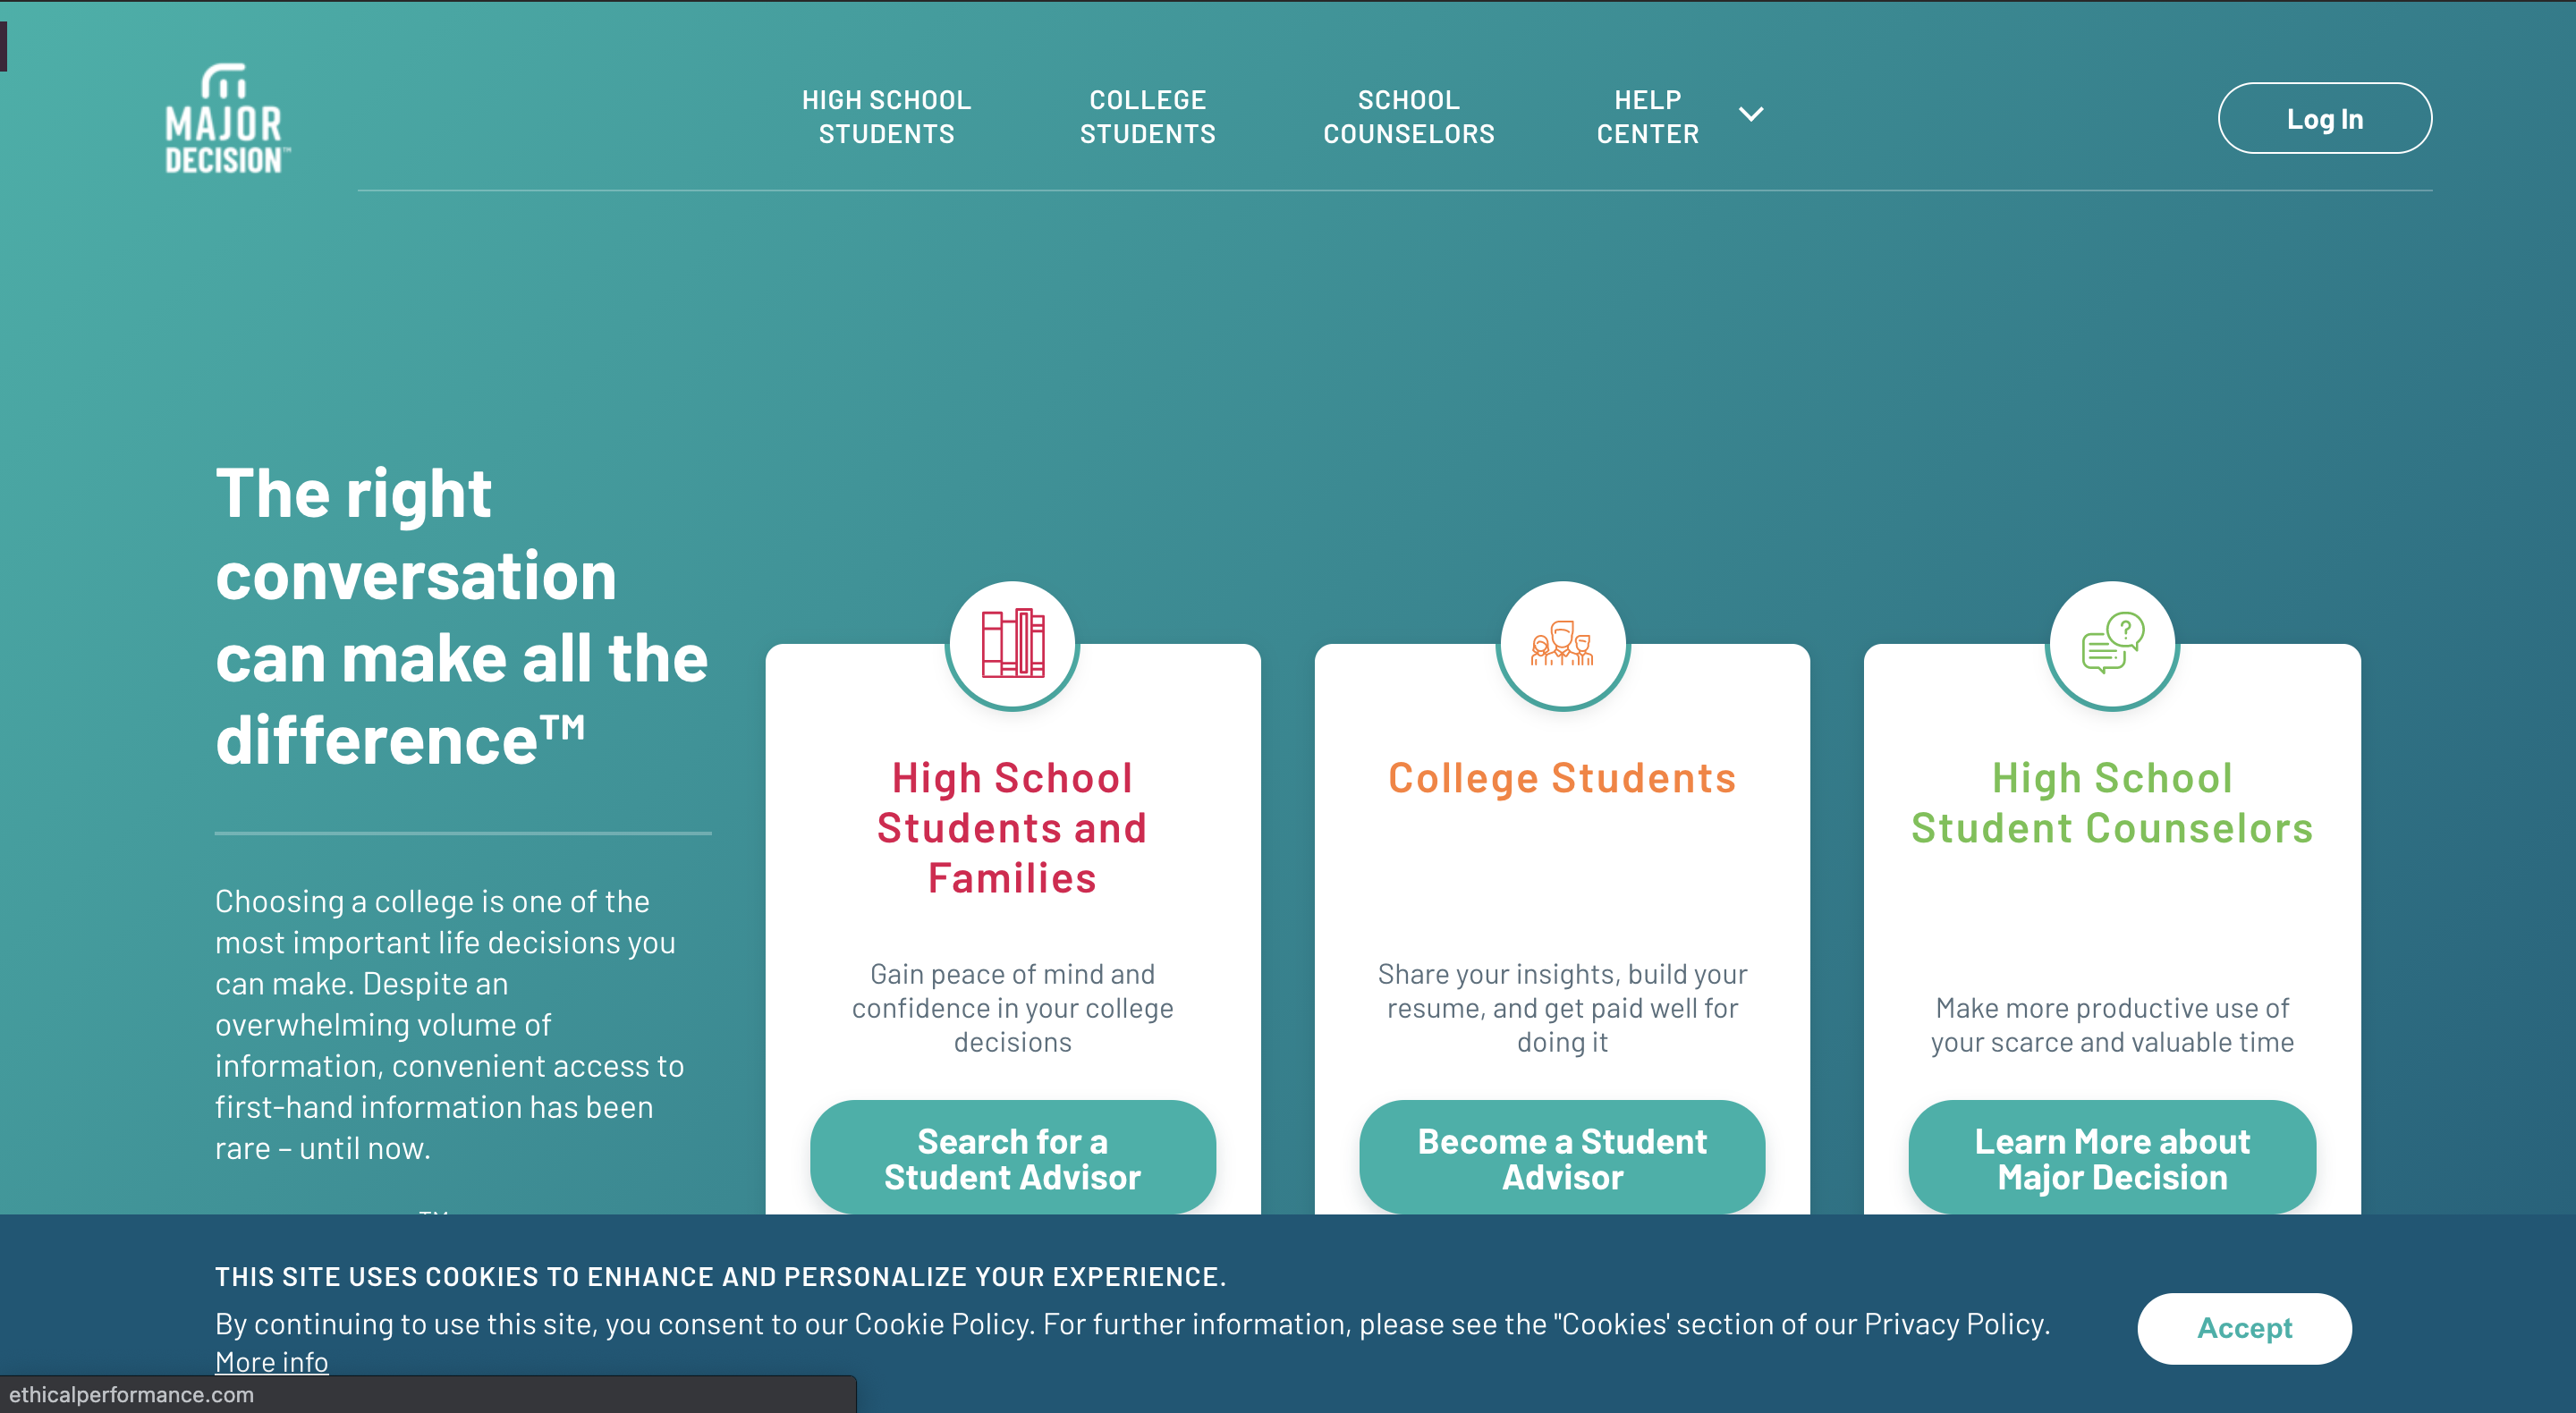 MAJOR
DECISION™
HIGH SCHOOL
STUDENTS
COLLEGE
STUDENTS
SCHOOL
COUNSELORS
HELP
CENTER
Log In
The right
conversation
can make all the
difference™
Choosing a college is one of the
most important life decisions you
can make. Despite an
overwhelming volume of
information, convenient access to
first-hand information has been
rare – until now.
™
High School
Students and
Families
Gain peace of mind and
confidence in your college
decisions
Search for a
Student Advisor
College Students
Share your insights, build your
resume, and get paid well for
doing it
Become a Student
Advisor
?
High School
Student Counselors
Make more productive use of
your scarce and valuable time
Learn More about
Major Decision
THIS SITE USES COOKIES TO ENHANCE AND PERSONALIZE YOUR EXPERIENCE.
By continuing to use this site, you consent to our Cookie Policy. For further information, please see the "Cookies' section of our Privacy Policy.
More info
Accept
ethicalperformance.com